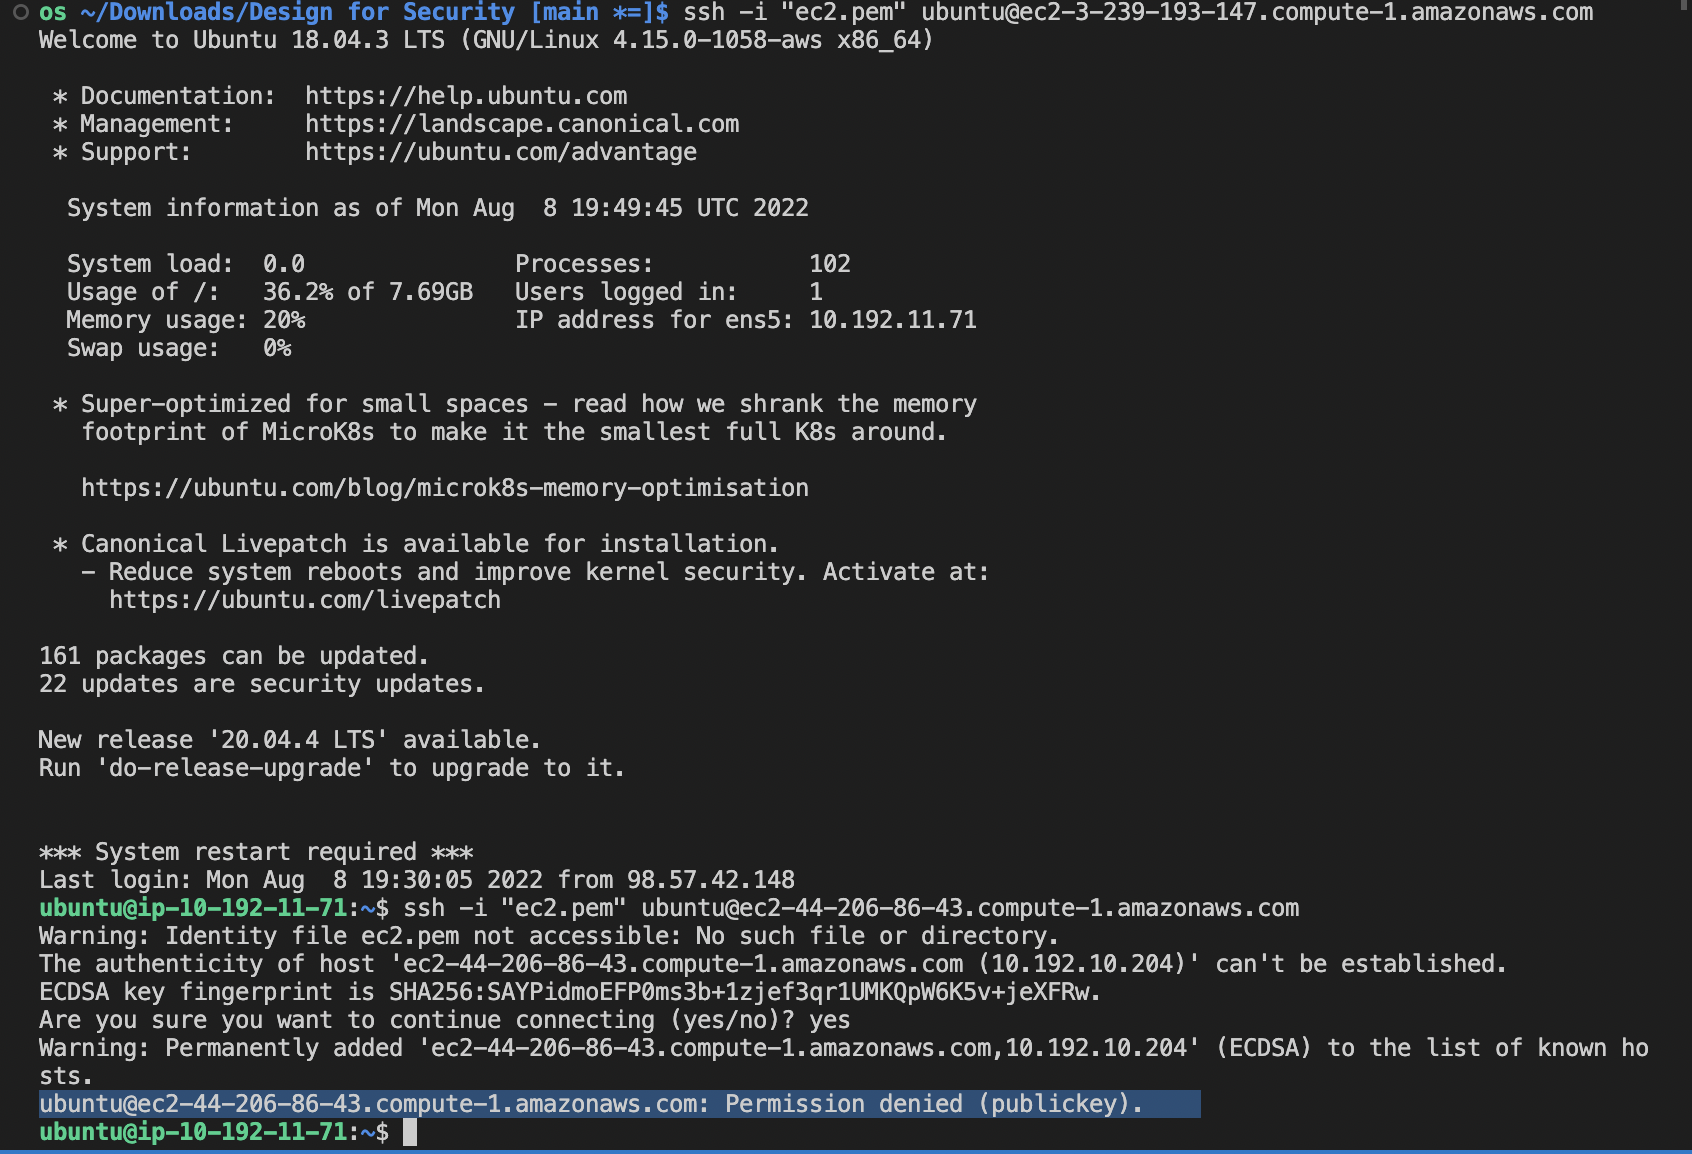 os ~/Downloads/Design for Security [main *=]$ ssh -i "ec2.pem" ubuntu@ec2-3-239-193-147.compute-1.amazonaws.com
Welcome to Ubuntu 18.04.3 LTS (GNU/Linux 4.15.0-1058-aws x86_64)
* Documentation:  https://help.ubuntu.com
* Management:     https://landscape.canonical.com
* Support:        https://ubuntu.com/advantage
System information as of Mon Aug  8 19:49:45 UTC 2022
System load:  0.0               Processes:           102
Usage of /:   36.2% of 7.69GB   Users logged in:     1
Memory usage: 20%               IP address for ens5: 10.192.11.71
Swap usage:   0%
* Super-optimized for small spaces - read how we shrank the memory
footprint of MicroK8s to make it the smallest full K8s around.
https://ubuntu.com/blog/microk8s-memory-optimisation
* Canonical Livepatch is available for installation.
- Reduce system reboots and improve kernel security. Activate at:
https://ubuntu.com/livepatch
161 packages can be updated.
22 updates are security updates.
New release '20.04.4 LTS' available.
Run 'do-release-upgrade' to upgrade to it.
*** System restart required ***
Last login: Mon Aug  8 19:30:05 2022 from 98.57.42.148
ubuntu@ip-10-192-11-71:~$ ssh -i "ec2.pem" ubuntu@ec2-44-206-86-43.compute-1.amazonaws.com
Warning: Identity file ec2.pem not accessible: No such file or directory.
The authenticity of host 'ec2-44-206-86-43.compute-1.amazonaws.com (10.192.10.204)' can't be established.
ECDSA key fingerprint is SHA256:SAYPidmoEFP0ms3b+1zjef3qr1UMKQpW6K5v+jeXFRw.
Are you sure you want to continue connecting (yes/no)? yes
Warning: Permanently added 'ec2-44-206-86-43.compute-1.amazonaws.com,10.192.10.204' (ECDSA) to the list of known ho
sts.
ubuntu@ec2-44-206-86-43.compute-1.amazonaws.com: Permission denied (publickey).
ubuntu@ip-10-192-11-71:~$